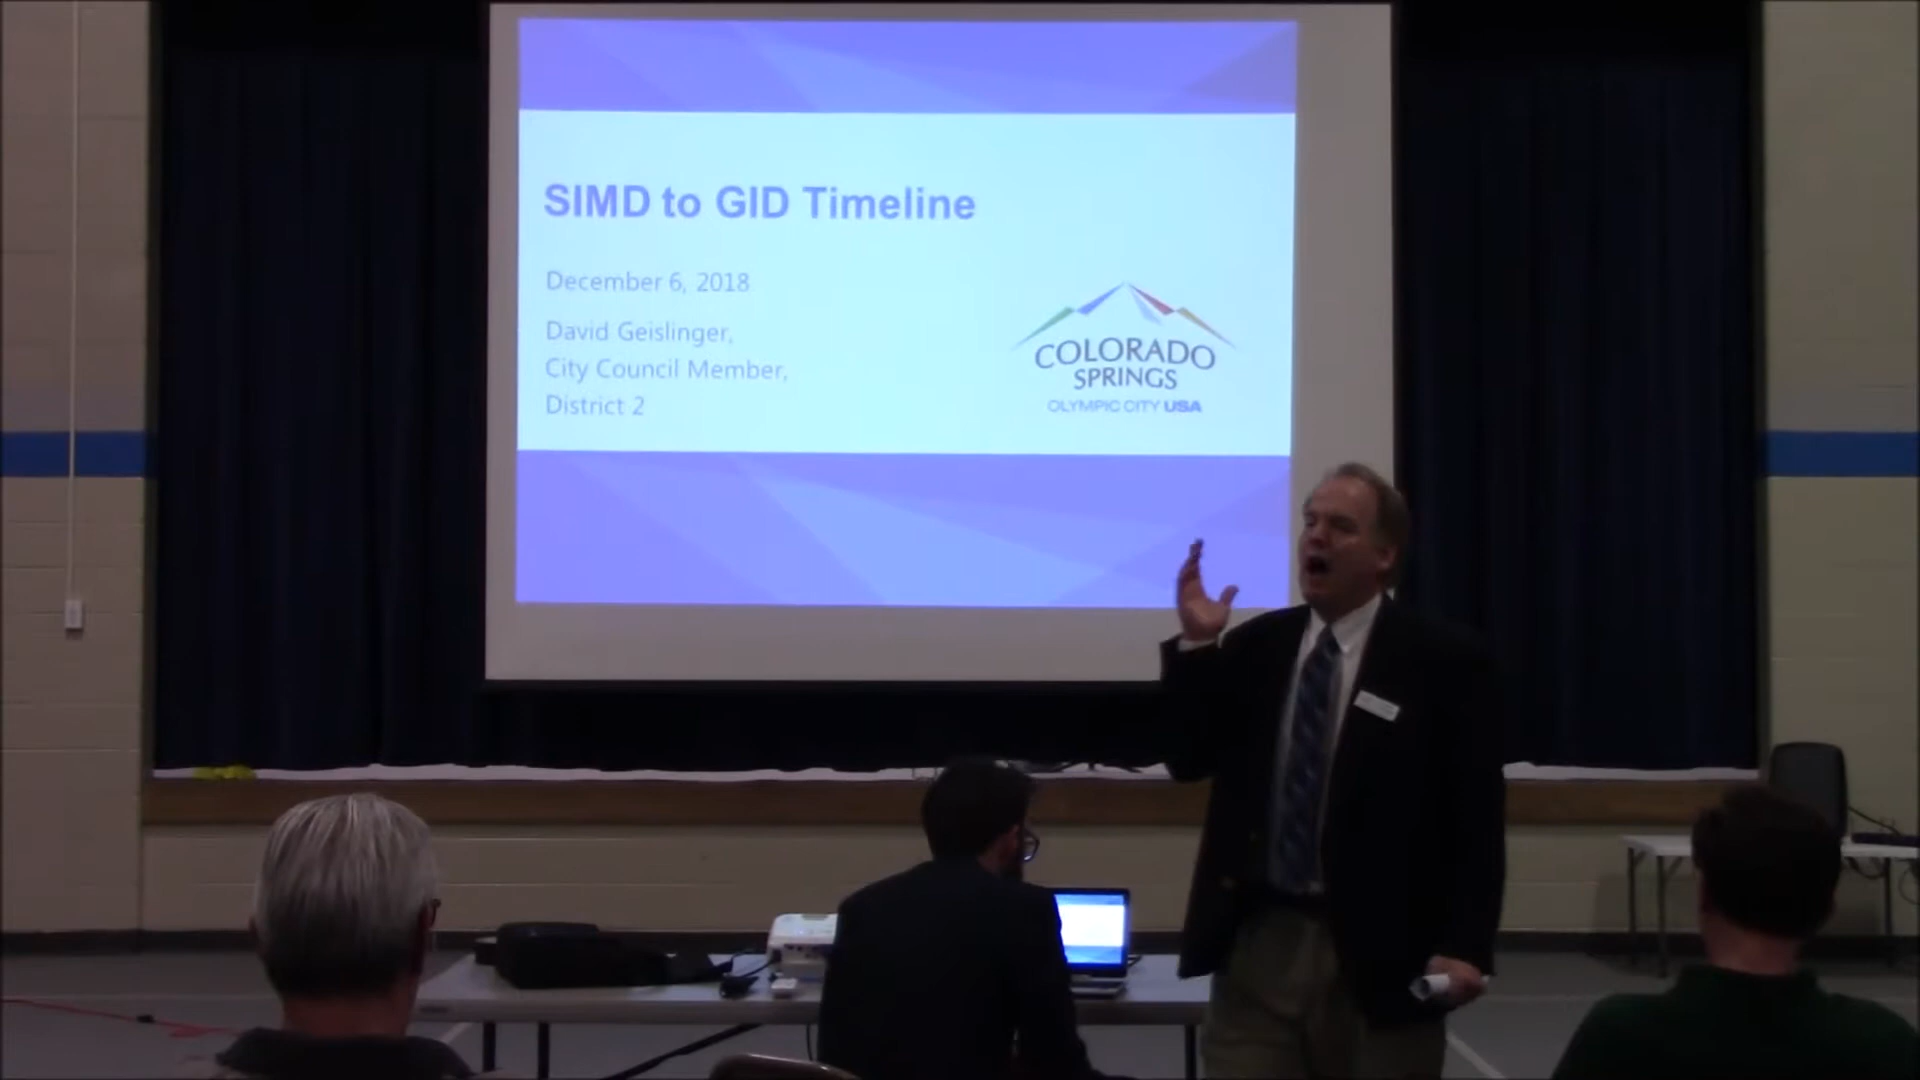 SIMD to GID Timeline
December 6, 2018
David Geislinger,
City Council Member,
District 2
COLORADO
SPRINGS
OLYMPIC CITY USA